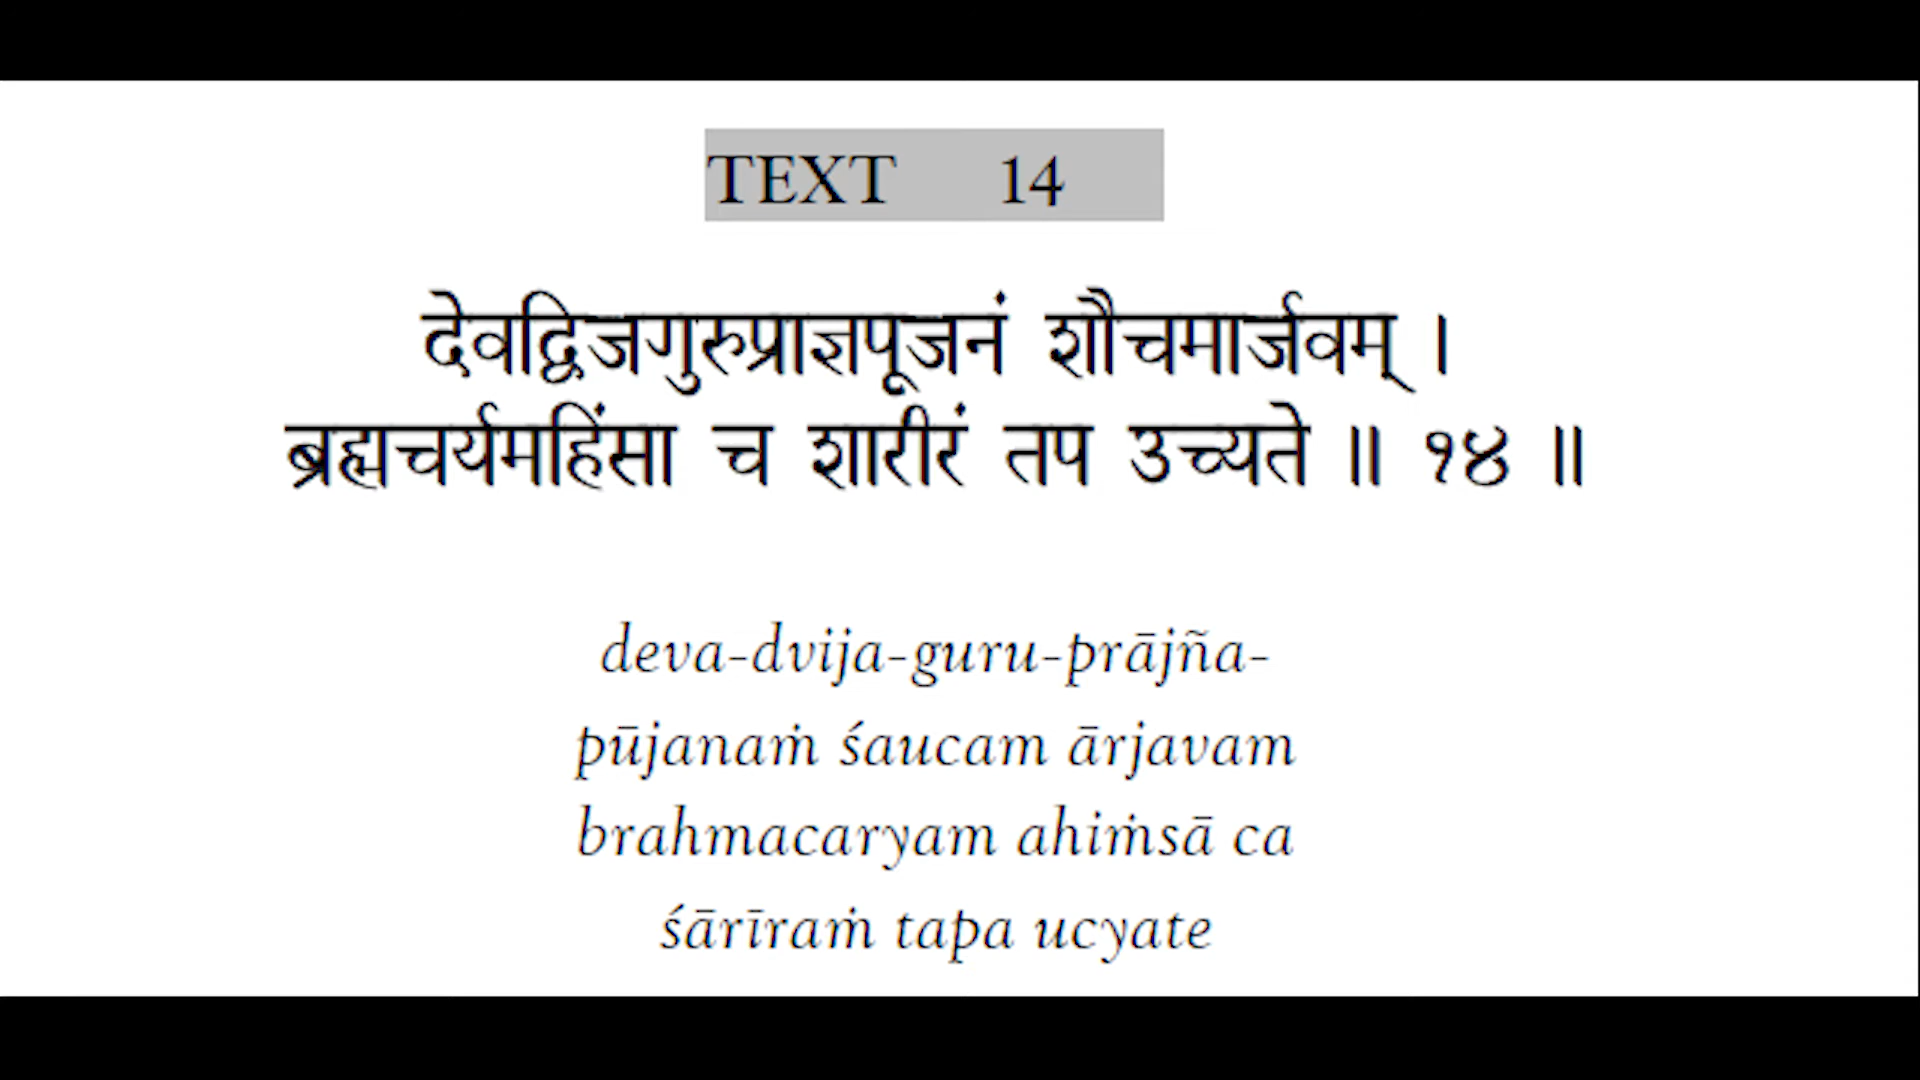 TEXT 14
देवद्विजगुरुप्राज्ञपूजनं शौचमार्जवम् ।
ब्रह्मचर्यमहिंसा च शारीरं तप उच्यते ॥ १४ ॥
deva-dvija-guru-prājña-
pūjanaṁ śaucam ārjavam
brahmacaryam ahiṁsā ca
śārīraṁ tapa ucyate